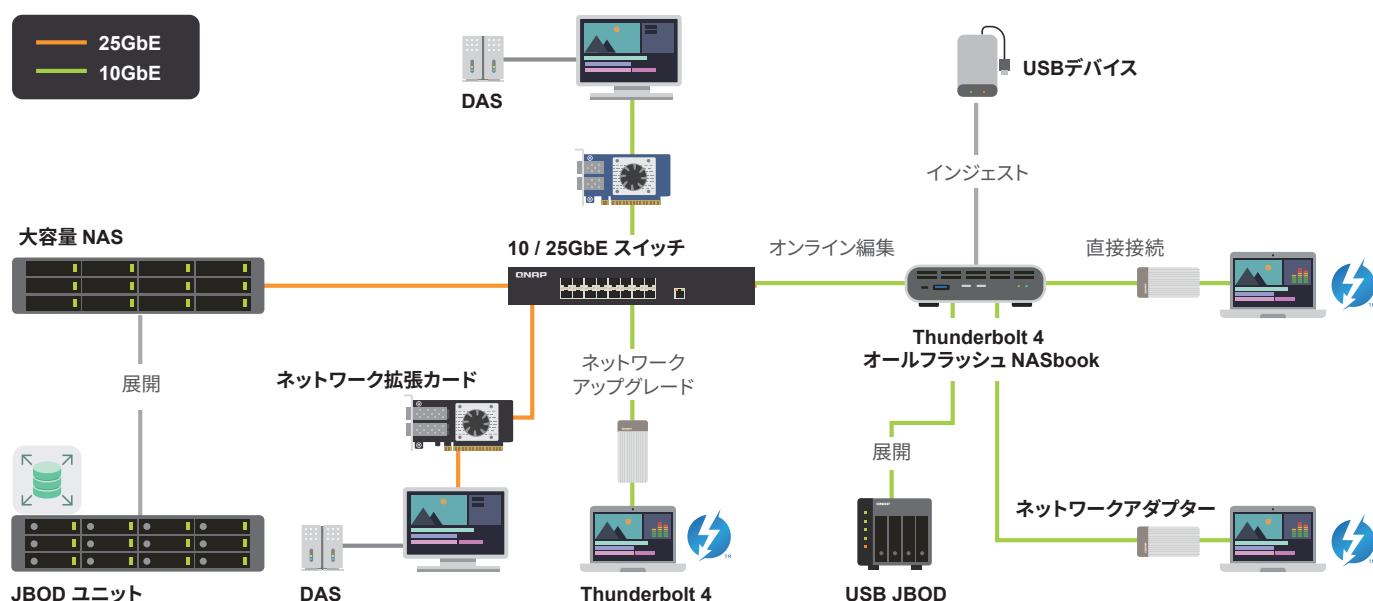 25GbE
10GbE
DAS
USBデバイス
インジェスト
大容量 NAS
10 / 25GbE スイッチ
オンライン編集
直接接続
QNAP
Thunderbolt 4
オールフラッシュ NASbook
展開
ネットワーク拡張カード
ネットワーク
アップグレード
展開
ネットワークアダプター
JBOD ユニット
DAS
Thunderbolt 4
USB JBOD